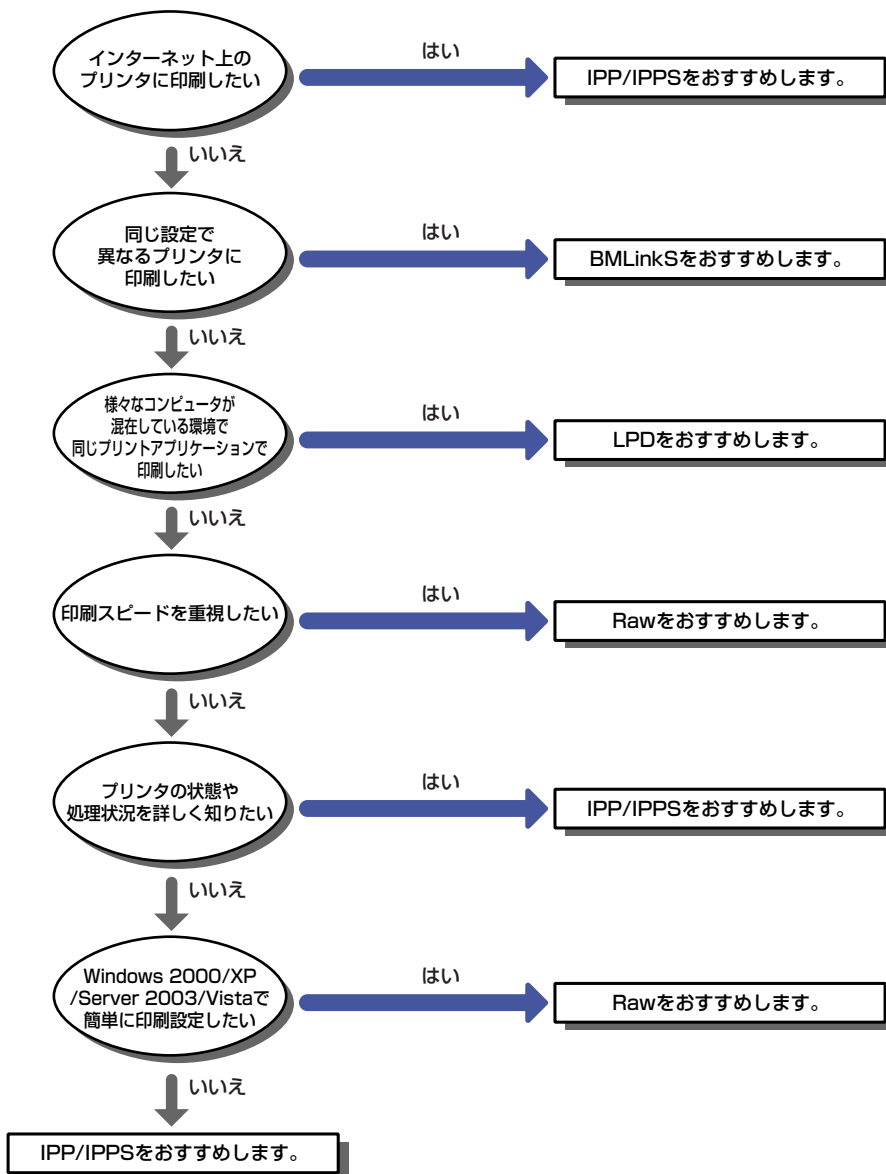 インターネット上の
プリンタに印刷したい
はい
IPP/IPPSをおすすめします。
いいえ
同じ設定で
異なるプリンタに
印刷したい
はい
BMLinkSをおすすめします。
いいえ
様々なコンピュータが
混在している環境で
同じプリントアプリケーションで
印刷したい
はい
LPDをおすすめします。
いいえ
印刷スピードを重視したい
はい
Rawをおすすめします。
いいえ
プリンタの状態や
処理状況を詳しく知りたい
はい
IPP/IPPSをおすすめします。
いいえ
Windows 2000/XP
/Server 2003/Vistaで
簡単に印刷設定したい
はい
Rawをおすすめします。
いいえ
IPP/IPPSをおすすめします。